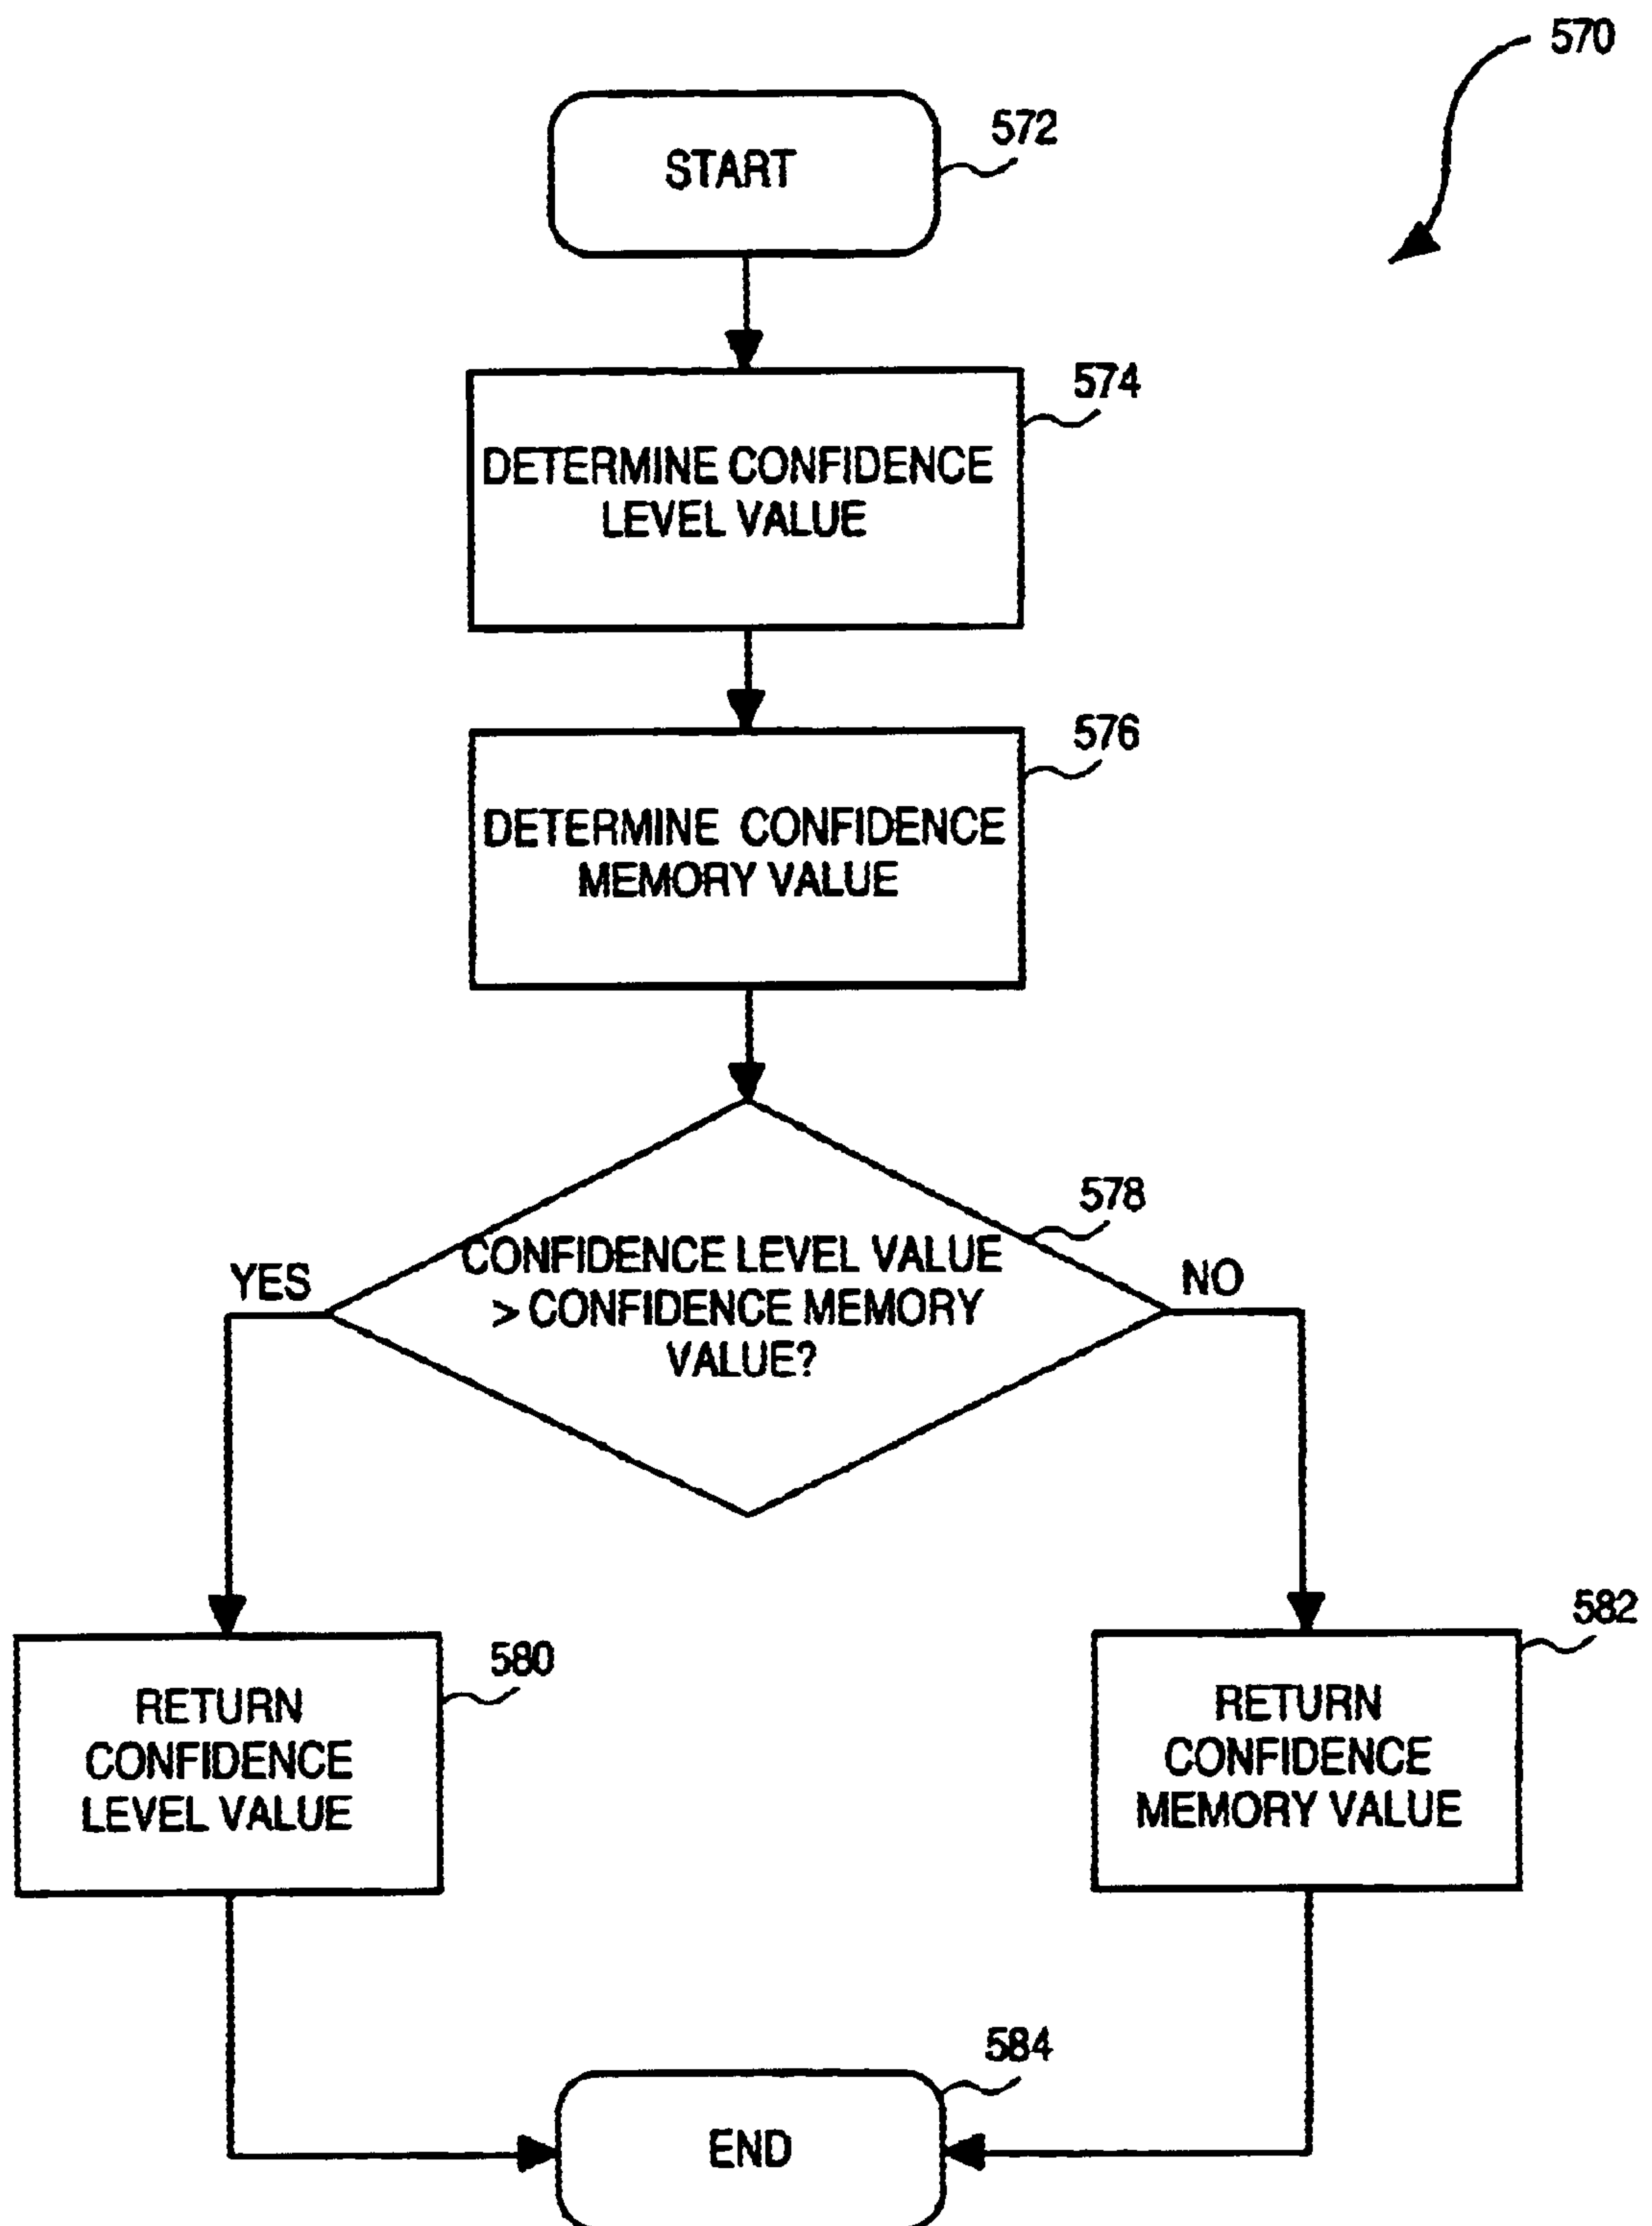 570
START
572
574
DETERMINE CONFIDENCE
LEVEL VALUE
576
DETERMINE CONFIDENCE
MEMORY VALUE
578
CONFIDENCE LEVEL VALUE
> CONFIDENCE MEMORY
VALUE?
YES
NO
580
RETURN
CONFIDENCE
LEVEL VALUE
582
RETURN
CONFIDENCE
MEMORY VALUE
584
END